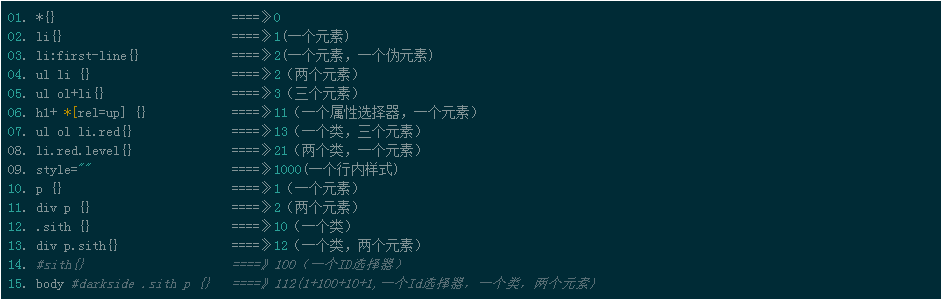 01. *{} ====》0
02. li{} ====》1(一个元素)
03. li:first-line{} ====》2(一个元素，一个伪元素)
04. ul li {} ====》2（两个元素）
05. ul ol+li{} ====》3（三个元素）
06. h1+ *[rel=up] {} ====》11（一个属性选择器，一个元素）
07. ul ol li.red{} ====》13（一个类，三个元素）
08. li.red.level{} ====》21（两个类，一个元素）
09. style="" ====》1000(一个行内样式)
10. p {} ====》1（一个元素）
11. div p {} ====》2（两个元素）
12. .sith {} ====》10（一个类）
13. div p.sith{} ====》12（一个类，两个元素）
14. #sith{} ====》100（一个ID选择器）
15. body #darkside .sith p {} ====》112(1+100+10+1,一个Id选择器，一个类，两个元素)